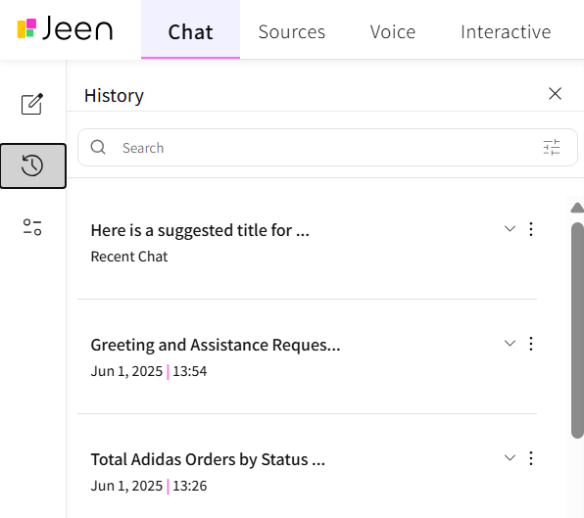 Jeen
Chat Sources Voice Interactive
History
Search
Here is a suggested title for ...
Recent Chat
Greeting and Assistance Reques...
Jun 1, 2025 | 13:54
Total Adidas Orders by Status ...
Jun 1, 2025 | 13:26